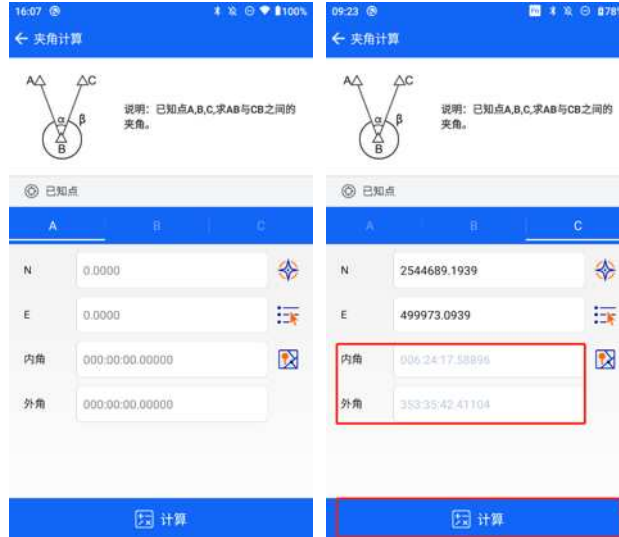 16:07
100%
夹角计算
A
C
α
β
B
说明：已知点A,B,C,求AB与CB之间的
夹角。
已知点
A
B
C
N
0.0000
E
0.0000
内角
000:00:00.00000
外角
000:00:00.00000
计算
09:23
78%
夹角计算
A
C
α
β
B
说明：已知点A,B,C,求AB与CB之间的
夹角。
已知点
A
B
C
N
2544689.1939
E
499973.0939
内角
006:24:17.58896
外角
353:35:42.41104
计算